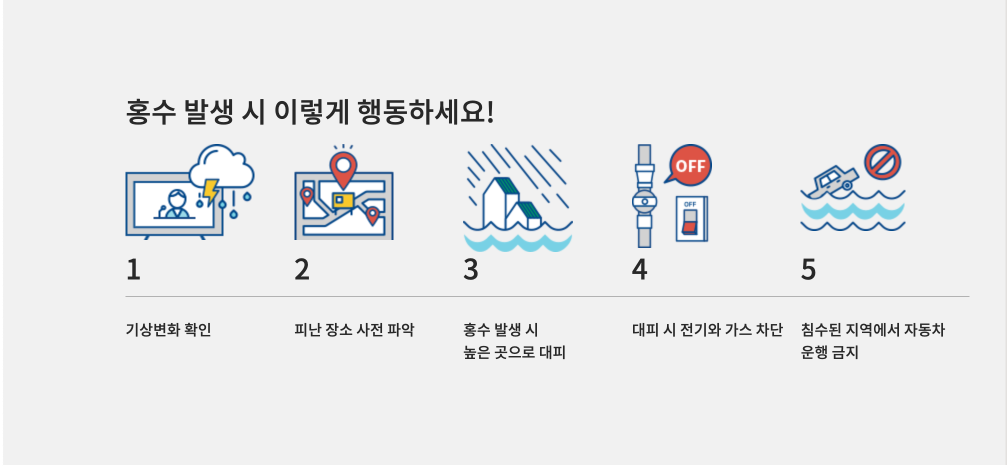 홍수 발생 시 이렇게 행동하세요!
OFF
OFF
1
2
3
4
5
기상변화 확인
피난 장소 사전 파악
홍수 발생 시
높은 곳으로 대피
대피 시 전기와 가스 차단
침수된 지역에서 자동차
운행 금지